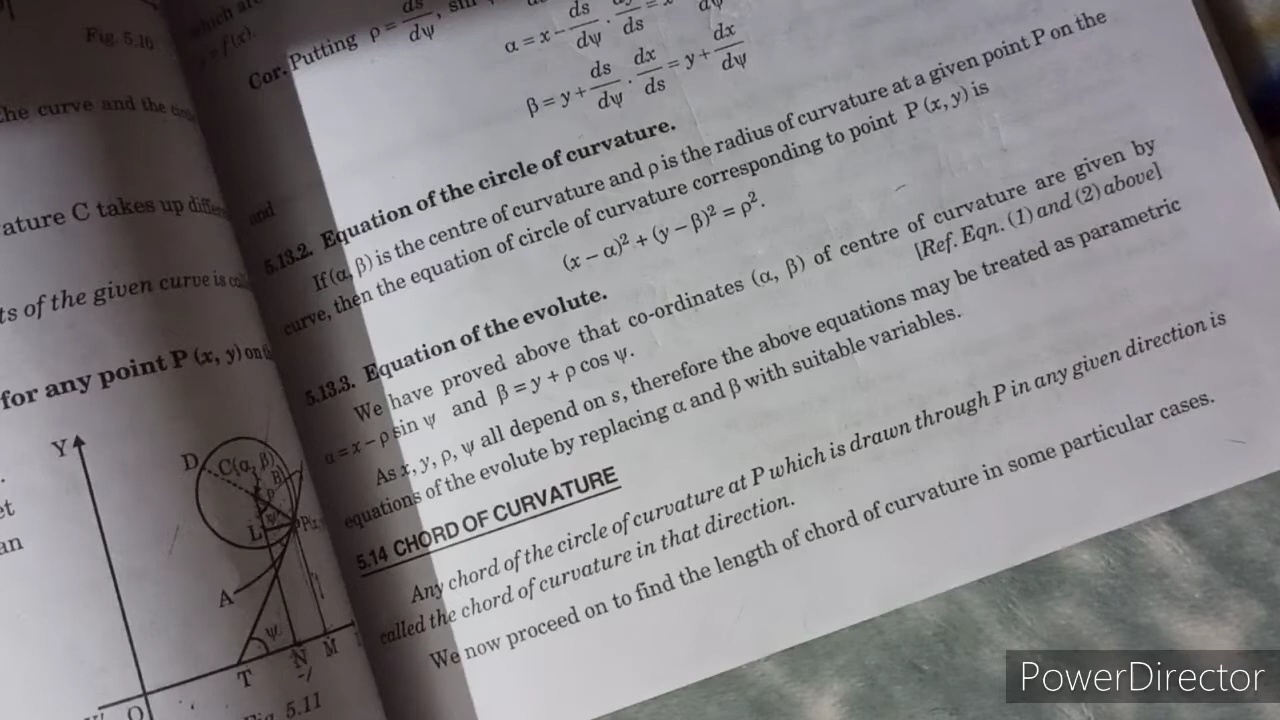 Fig. 5.10
the curve and the
ature C takes up
ts of the given curve is
for any point P (x, y) on
et
an
Y
D
C(α, β)
B
ρ
ψ
L
P(x,
A
ψ
T
N
M
O
5.11
which are
y = f(x).
Cor. Putting ρ = ds/dψ,
α = x − ds/dψ ·
and
β = y + ds/dψ · dx/ds = y + dx/dψ
5.13.2. Equation of the circle of curvature.
If (α, β) is the centre of curvature and ρ is the radius of curvature at a given point P on the
curve, then the equation of circle of curvature corresponding to point P (x, y) is
(x − α)² + (y − β)² = ρ².
5.13.3. Equation of the evolute.
We have proved above that co-ordinates (α, β) of centre of curvature are given by
α = x − ρ sin ψ and β = y + ρ cos ψ.
[Ref. Eqn. (1) and (2) above]
As x, y, ρ, ψ all depend on s, therefore the above equations may be treated as parametric
equations of the evolute by replacing α and β with suitable variables.
5.14 CHORD OF CURVATURE
Any chord of the circle of curvature at P which is drawn through P in any given direction is
called the chord of curvature in that direction.
We now proceed on to find the length of chord of curvature in some particular cases.
PowerDirector